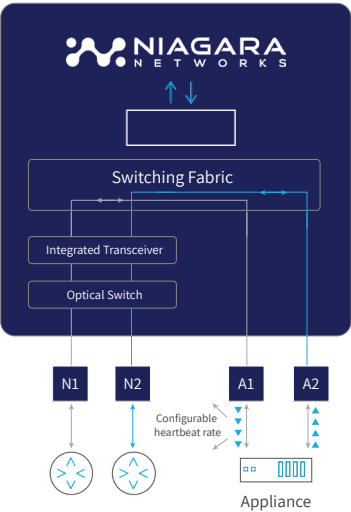 NIAGARA
NETWORKS
Switching Fabric
Integrated Transceiver
Optical Switch
N1 N2 A1 A2
Configurable
heartbeat rate
Appliance